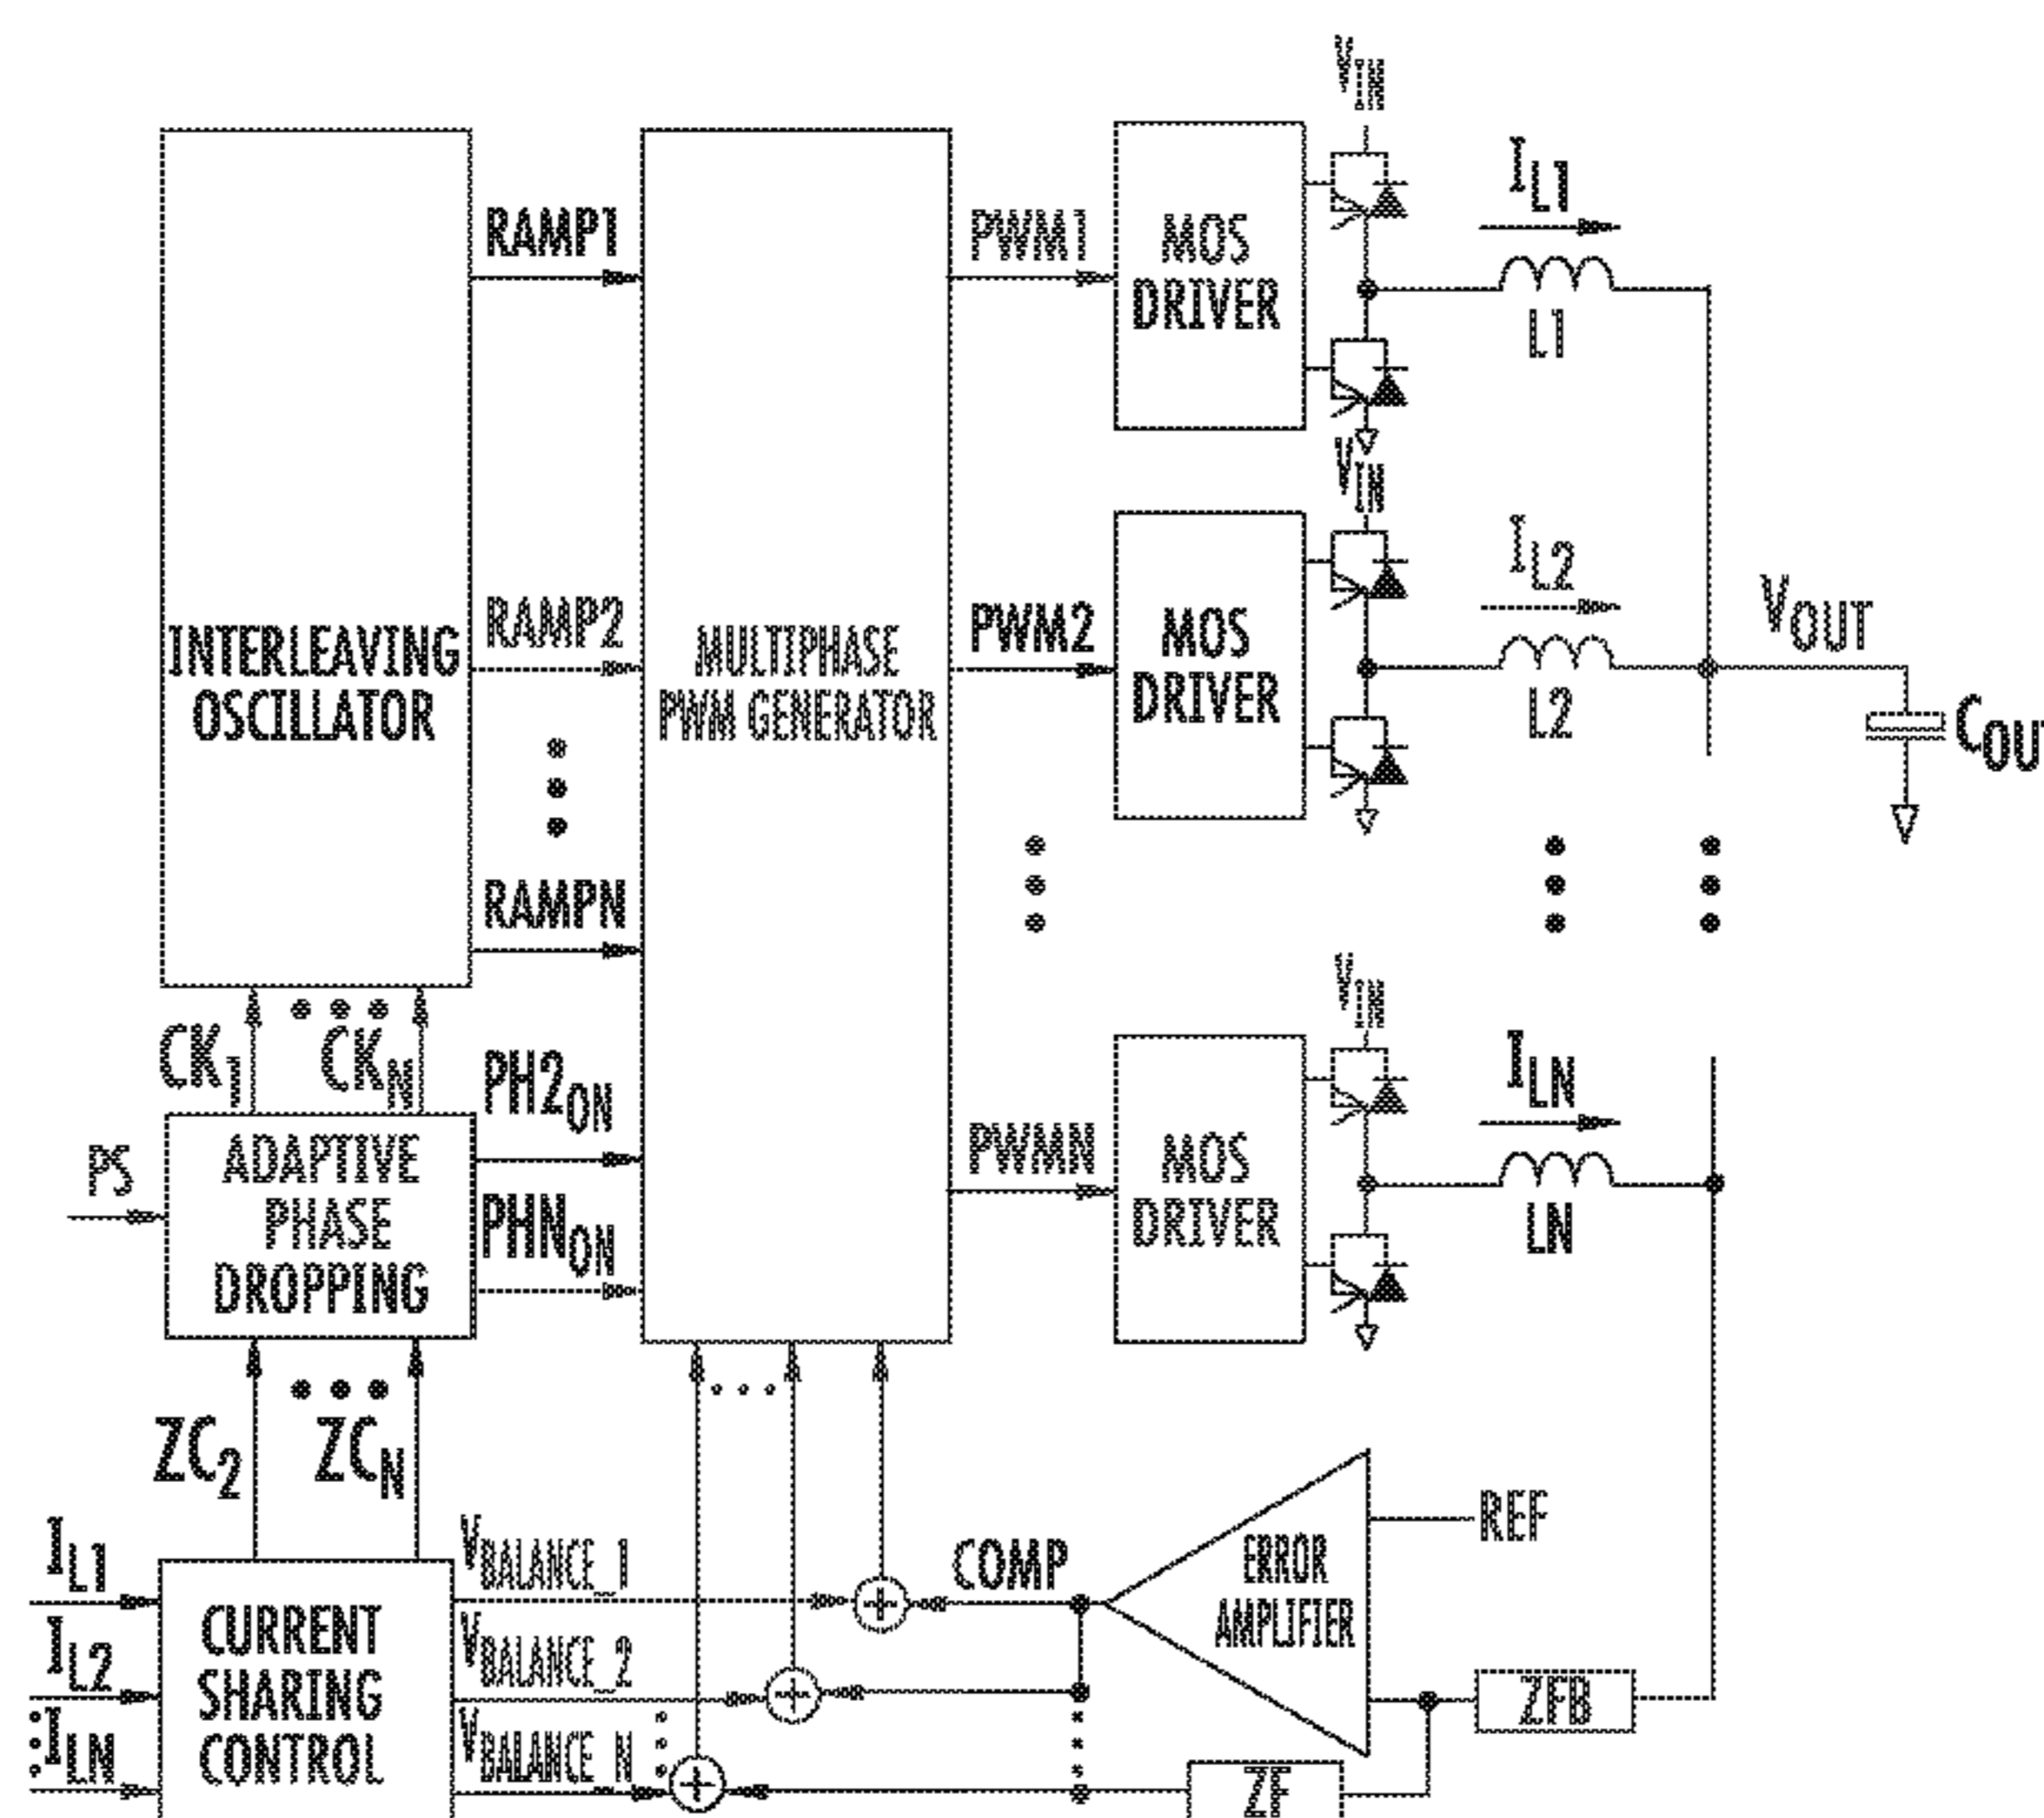 VIN
IL1
RAMP1
PWM1
MOS
DRIVER
L1
VIN
IL2
INTERLEAVING
OSCILLATOR
RAMP2
MULTIPHASE
PWM GENERATOR
PWM2
MOS
DRIVER
L2
VOUT
COUT
RAMPN
VIN
ILN
CK1
CKN
PH2ON
PWMN
MOS
DRIVER
LN
PS
ADAPTIVE
PHASE
DROPPING
PHNON
ZC2
ZCN
REF
IL1
VBALANCE_1
COMP
ERROR
AMPLIFIER
IL2
CURRENT
SHARING
CONTROL
VBALANCE_2
ZFB
ILN
VBALANCE_N
ZF